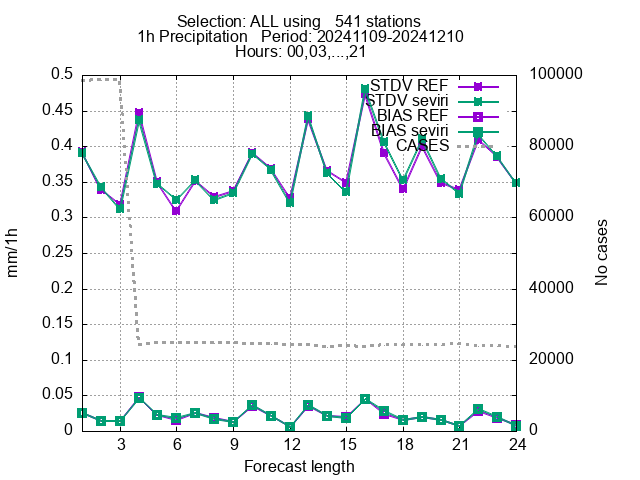 Selection: ALL using   541 stations
1h Precipitation   Period: 20241109-20241210
Hours: 00,03,...,21
0.5 100000
STDV REF
0.45
STDV seviri
BIAS REF
BIAS seviri
0.4 80000
CASES
0.35
0.3 60000
0.25
mm/1h
No cases
0.2 40000
0.15
0.1 20000
0.05
0 0
3 6 9 12 15 18 21 24
Forecast length